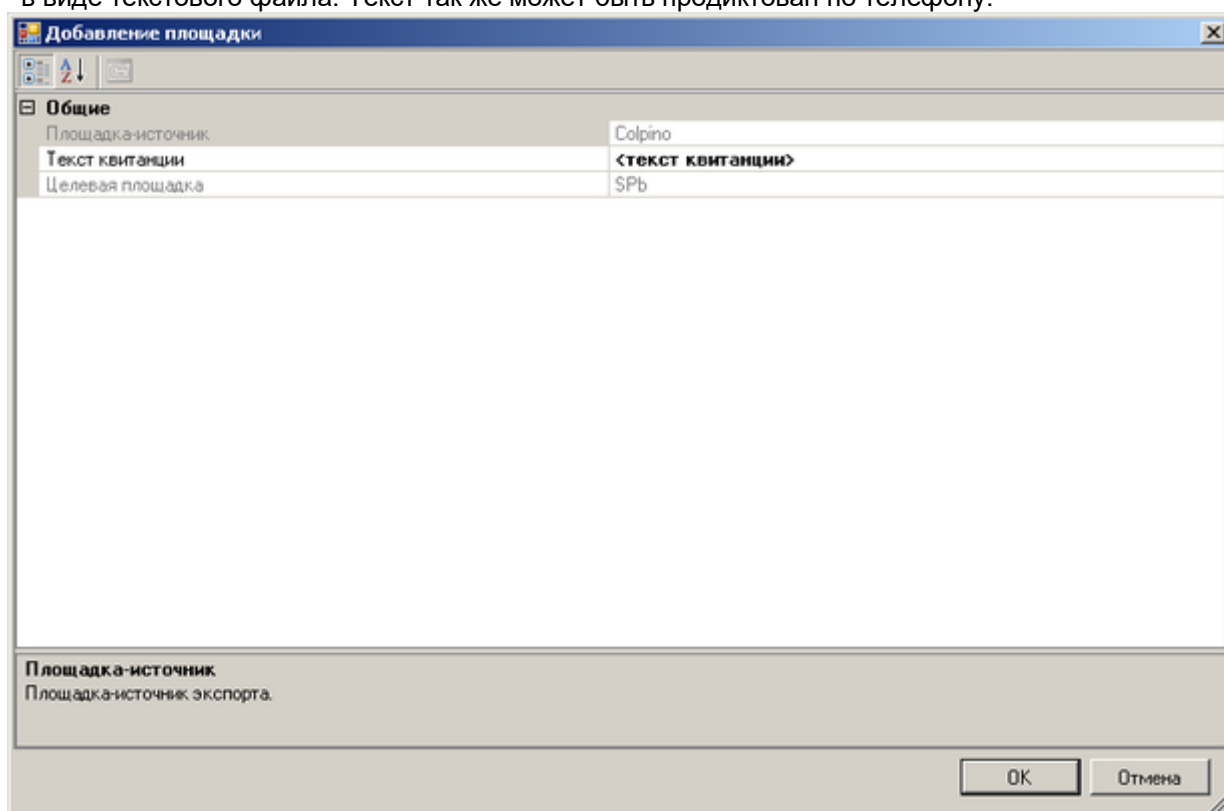 в виде текстового файла. Текст так же может быть продиктован по телефону.
Добавление площадки
Общие
Площадка-источник Colpino
Текст квитанции <текст квитанции>
Целевая площадка SPb
Площадка-источник
Площадка-источник экспорта.
OK Отмена